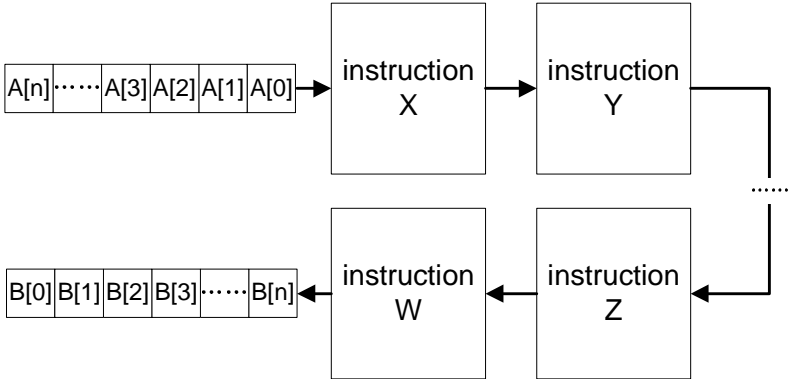 A[n] ······ A[3] A[2] A[1] A[0]
instruction
X
instruction
Y
······
B[0] B[1] B[2] B[3] ······ B[n]
instruction
W
instruction
Z